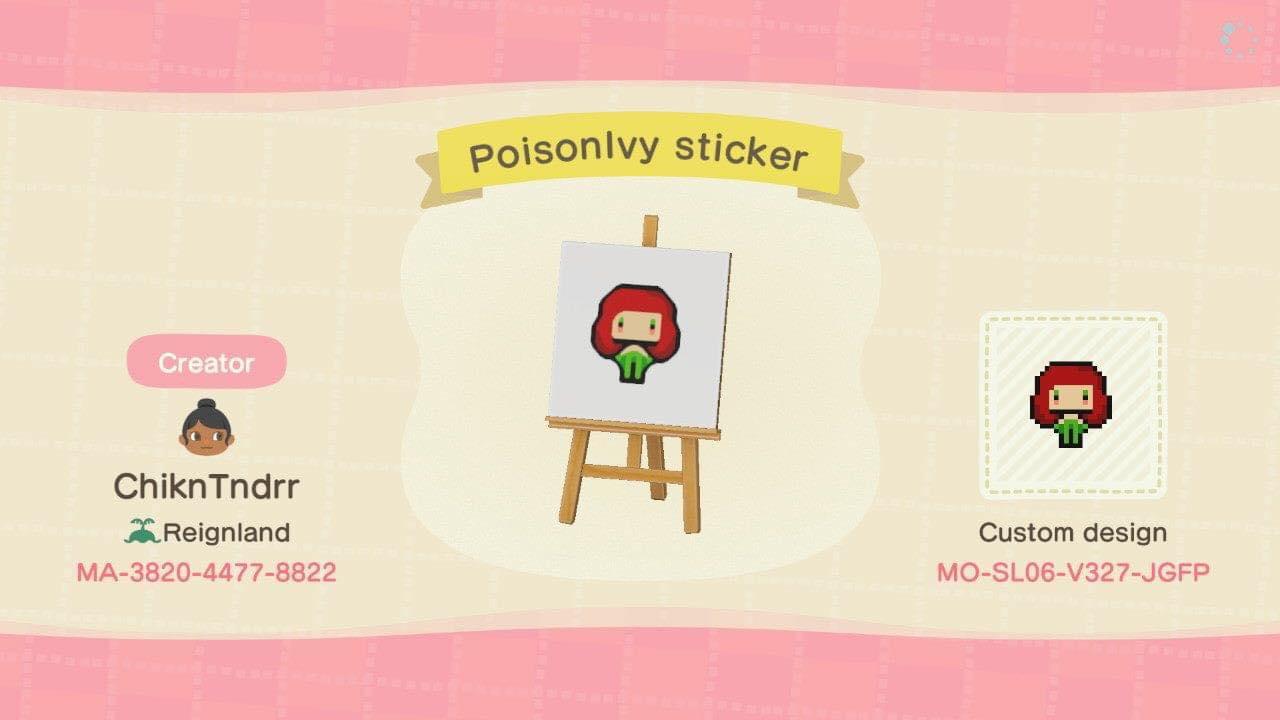 PoisonIvy sticker
Creator
ChiknTndrr
Reignland
MA-3820-4477-8822
Custom design
MO-SL06-V327-JGFP